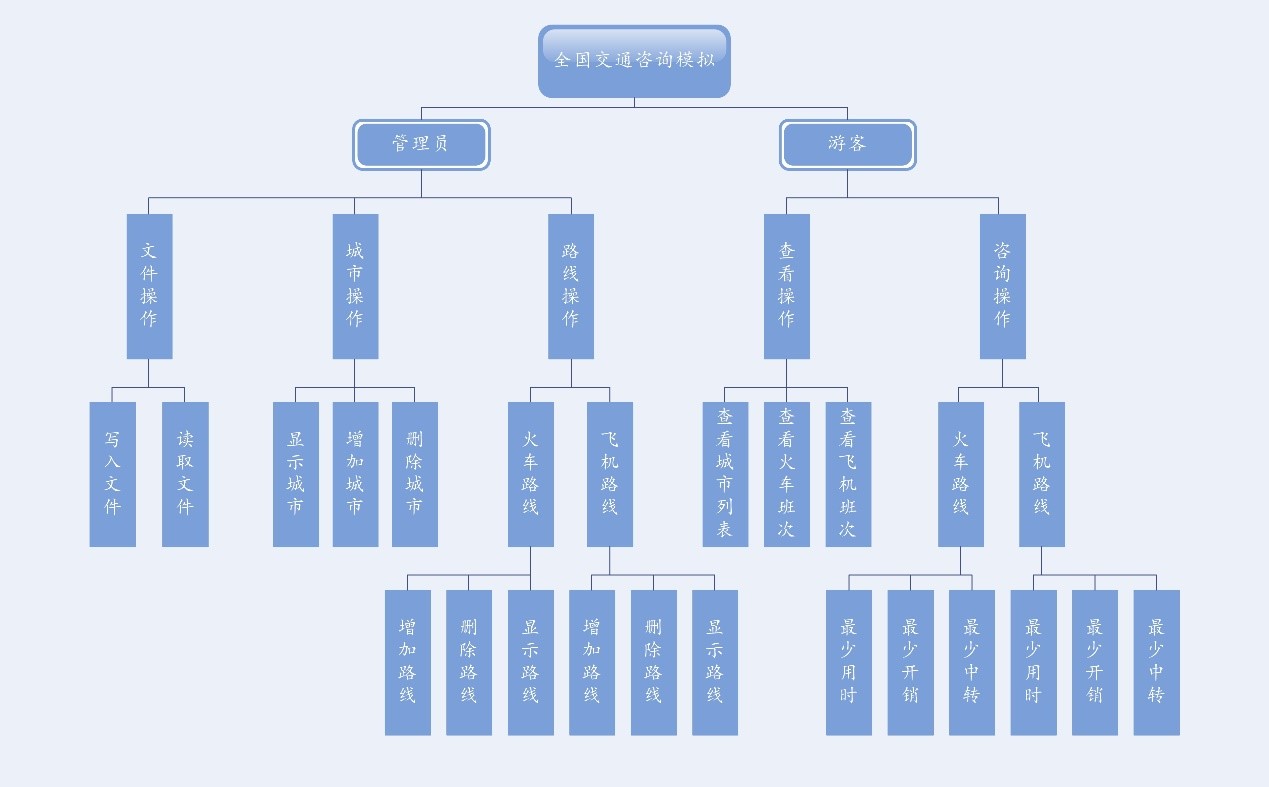 全国交通咨询模拟
管理员
游客
文件操作
城市操作
路线操作
查看操作
咨询操作
写入文件
读取文件
显示城市
增加城市
删除城市
火车路线
飞机路线
查看城市列表
查看火车班次
查看飞机班次
火车路线
飞机路线
增加路线
删除路线
显示路线
增加路线
删除路线
显示路线
最少用时
最少开销
最少中转
最少用时
最少开销
最少中转